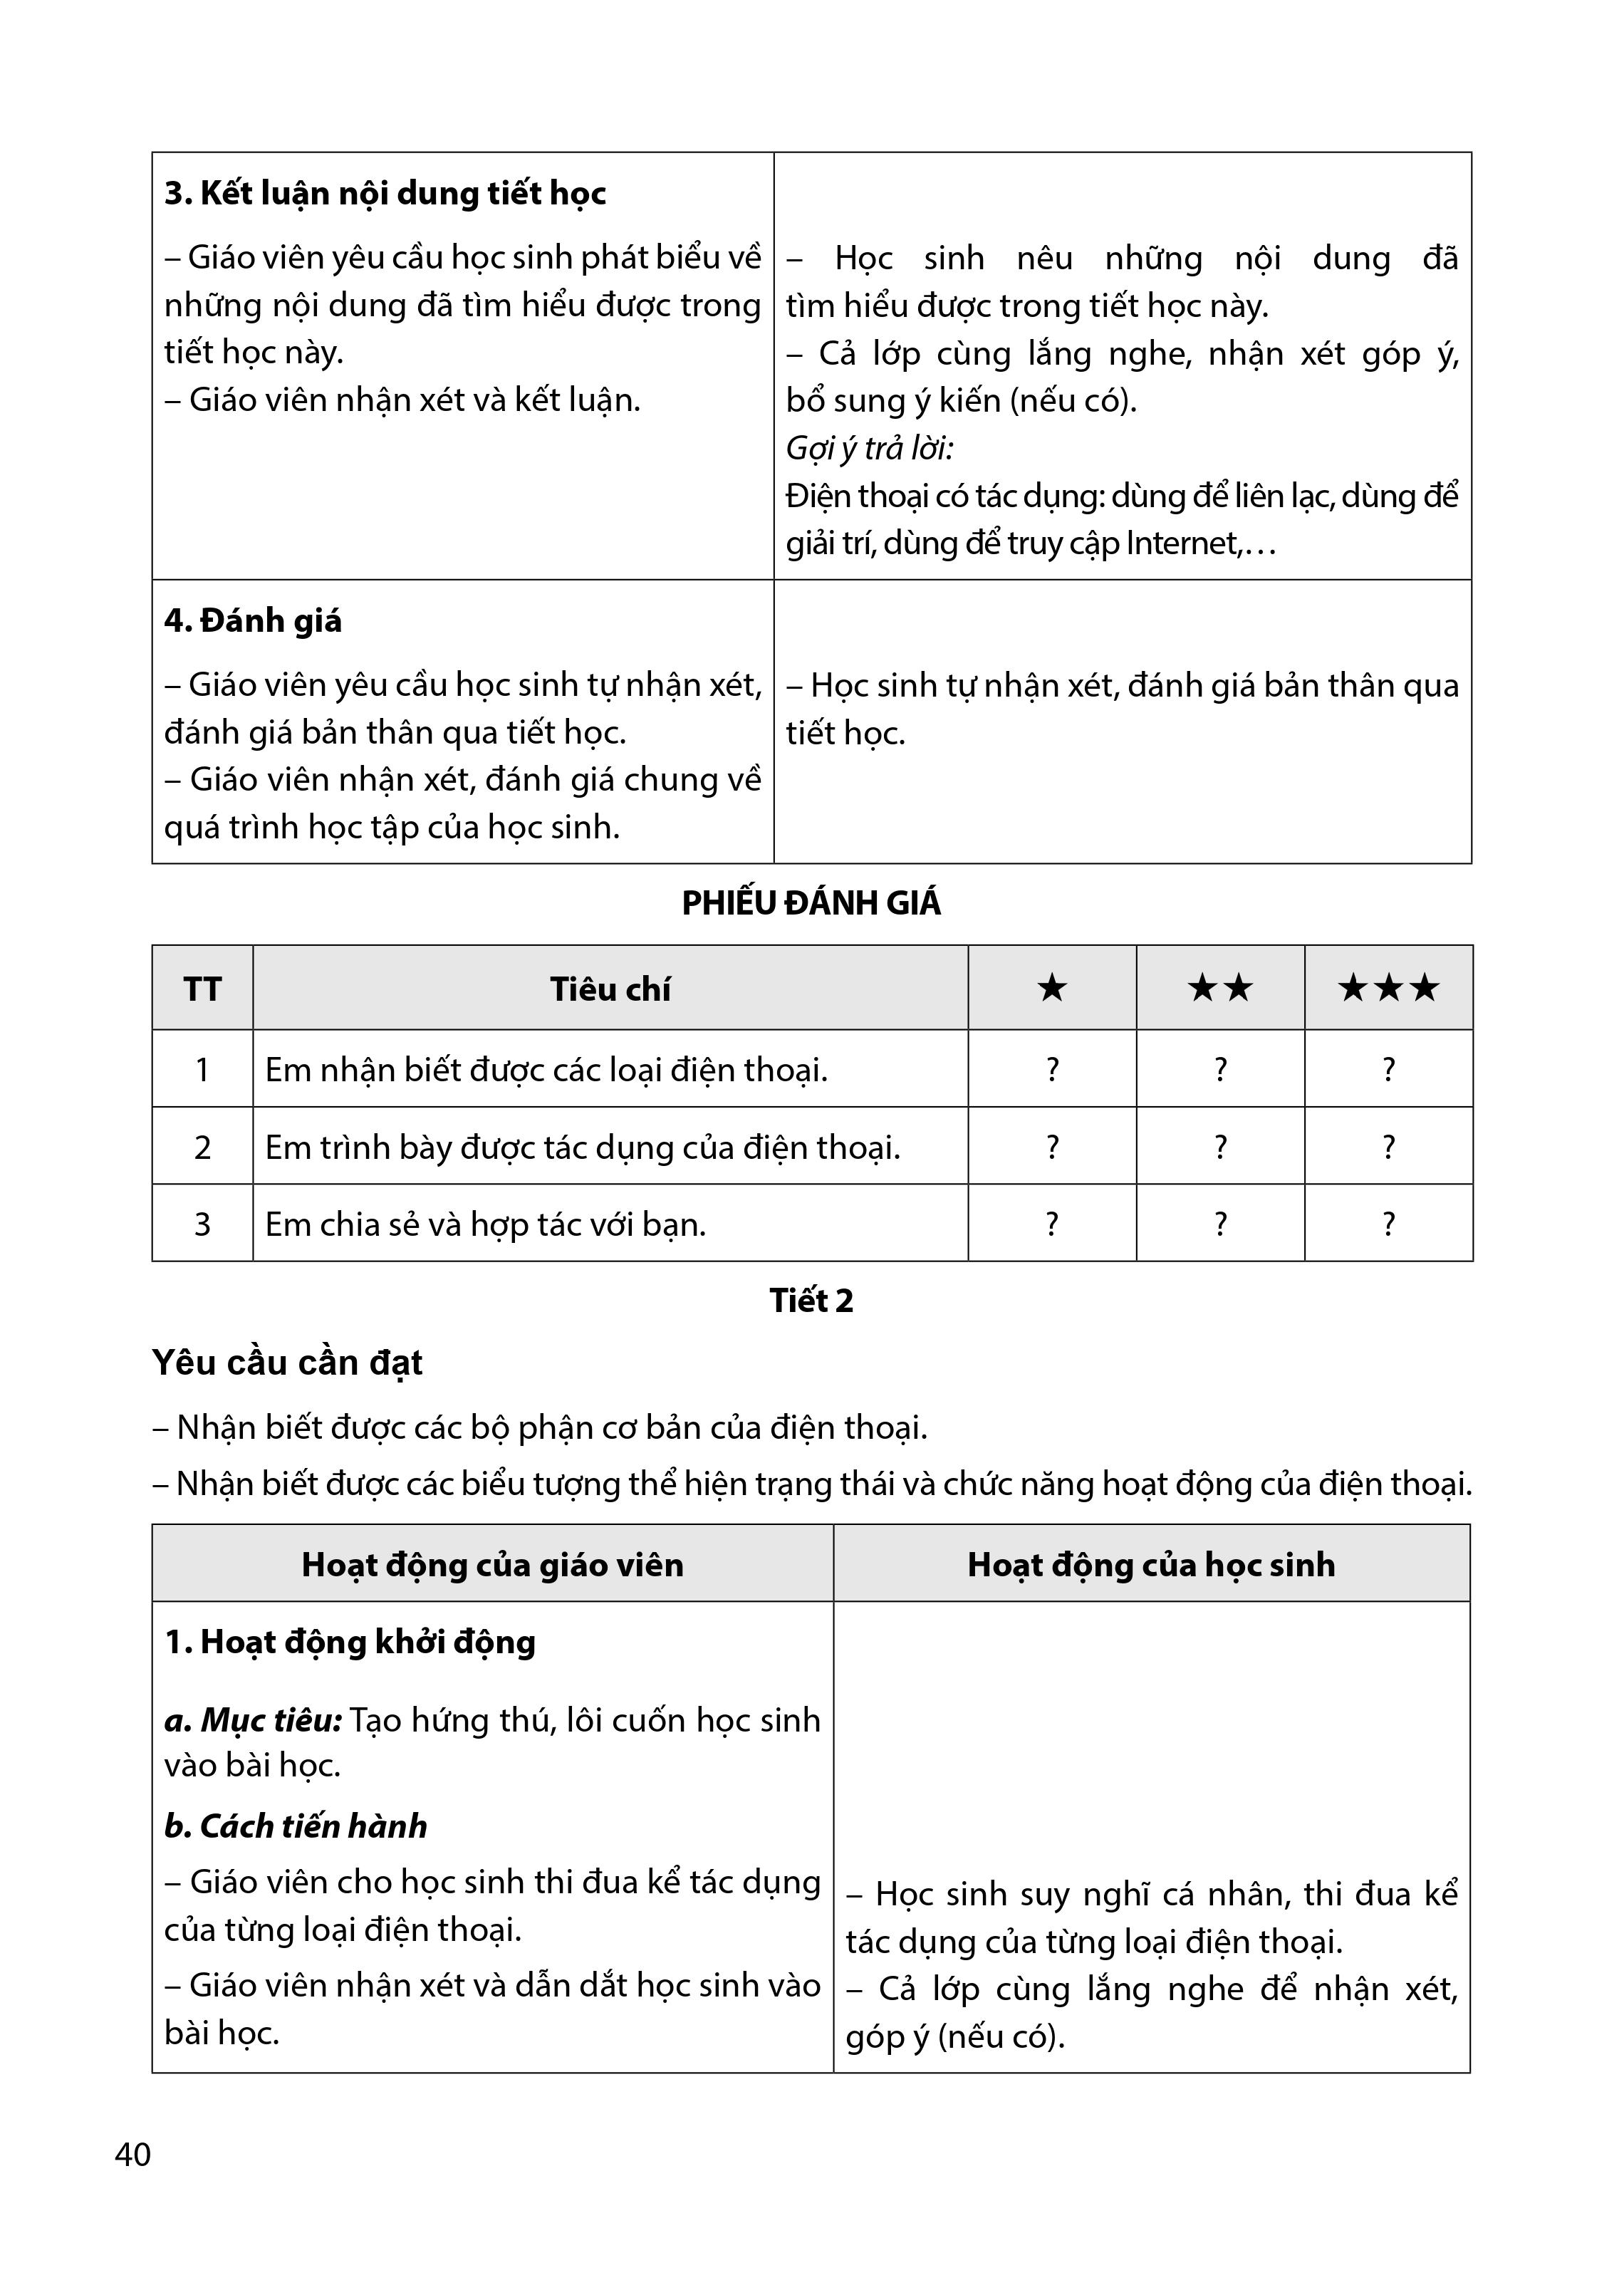 3. Kết luận nội dung tiết học
– Giáo viên yêu cầu học sinh phát biểu về
những nội dung đã tìm hiểu được trong
tiết học này.
– Giáo viên nhận xét và kết luận.
– Học sinh nêu những nội dung đã
tìm hiểu được trong tiết học này.
– Cả lớp cùng lắng nghe, nhận xét góp ý,
bổ sung ý kiến (nếu có).
Gợi ý trả lời:
Điện thoại có tác dụng: dùng để liên lạc, dùng để
giải trí, dùng để truy cập Internet,…
4. Đánh giá
– Giáo viên yêu cầu học sinh tự nhận xét,
đánh giá bản thân qua tiết học.
– Giáo viên nhận xét, đánh giá chung về
quá trình học tập của học sinh.
– Học sinh tự nhận xét, đánh giá bản thân qua
tiết học.
PHIẾU ĐÁNH GIÁ
TT Tiêu chí ★ ★★ ★★★
1 Em nhận biết được các loại điện thoại. ? ? ?
2 Em trình bày được tác dụng của điện thoại. ? ? ?
3 Em chia sẻ và hợp tác với bạn. ? ? ?
Tiết 2
Yêu cầu cần đạt
– Nhận biết được các bộ phận cơ bản của điện thoại.
– Nhận biết được các biểu tượng thể hiện trạng thái và chức năng hoạt động của điện thoại.
Hoạt động của giáo viên Hoạt động của học sinh
1. Hoạt động khởi động
a. Mục tiêu: Tạo hứng thú, lôi cuốn học sinh
vào bài học.
b. Cách tiến hành
– Giáo viên cho học sinh thi đua kể tác dụng
của từng loại điện thoại.
– Giáo viên nhận xét và dẫn dắt học sinh vào
bài học.
– Học sinh suy nghĩ cá nhân, thi đua kể
tác dụng của từng loại điện thoại.
– Cả lớp cùng lắng nghe để nhận xét,
góp ý (nếu có).
40